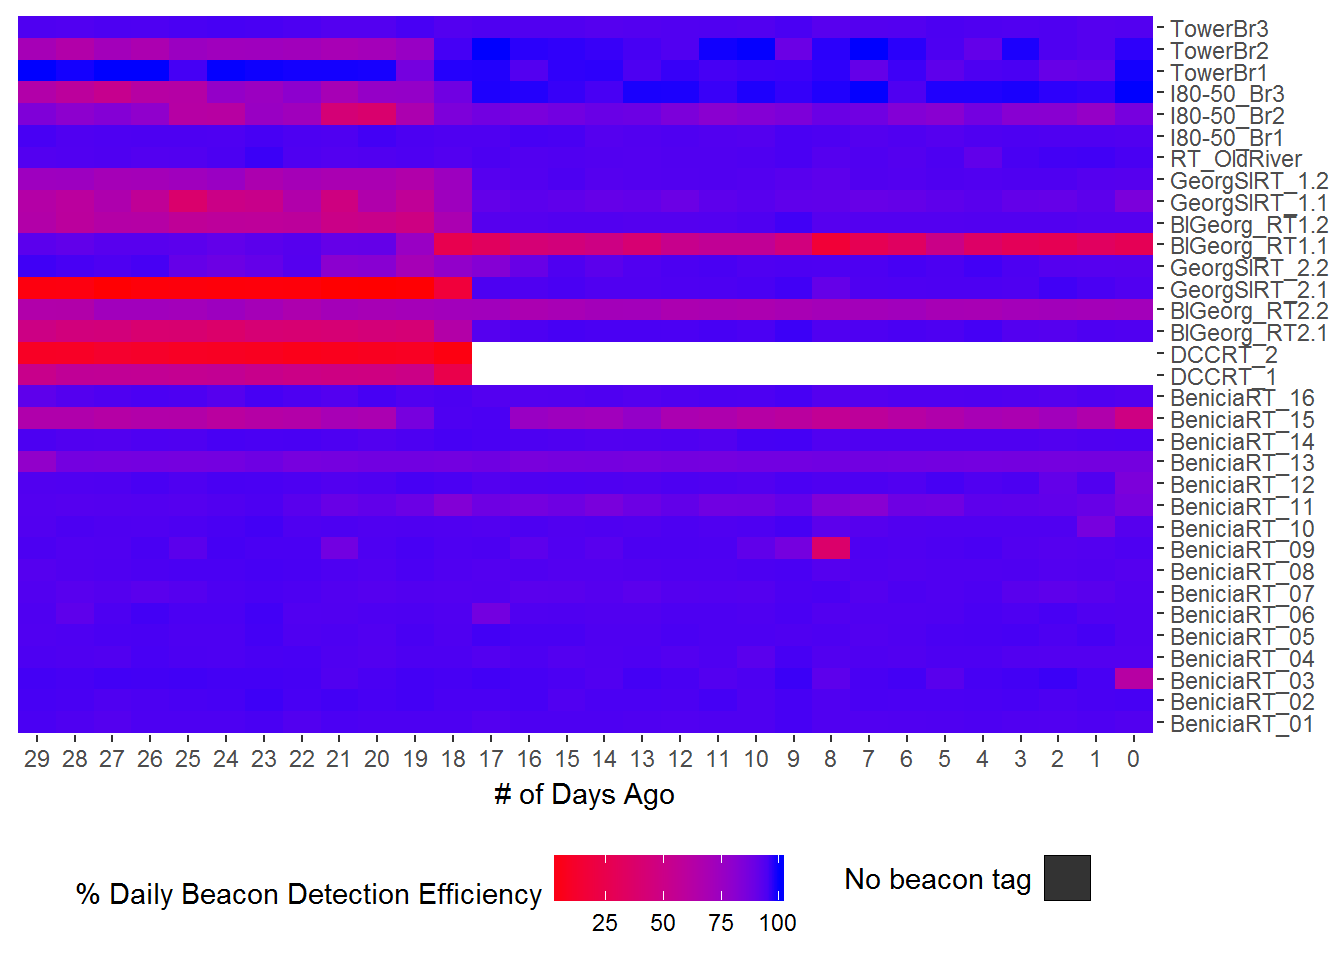 TowerBr3
TowerBr2
TowerBr1
I80-50_Br3
I80-50_Br2
I80-50_Br1
RT_OldRiver
GeorgSlRT_1.2
GeorgSlRT_1.1
BlGeorg_RT1.2
BlGeorg_RT1.1
GeorgSlRT_2.2
GeorgSlRT_2.1
BlGeorg_RT2.2
BlGeorg_RT2.1
DCCRT_2
DCCRT_1
BeniciaRT_16
BeniciaRT_15
BeniciaRT_14
BeniciaRT_13
BeniciaRT_12
BeniciaRT_11
BeniciaRT_10
BeniciaRT_09
BeniciaRT_08
BeniciaRT_07
BeniciaRT_06
BeniciaRT_05
BeniciaRT_04
BeniciaRT_03
BeniciaRT_02
BeniciaRT_01
29 28 27 26 25 24 23 22 21 20 19 18 17 16 15 14 13 12 11 10 9 8 7 6 5 4 3 2 1 0
# of Days Ago
% Daily Beacon Detection Efficiency
25 50 75 100
No beacon tag